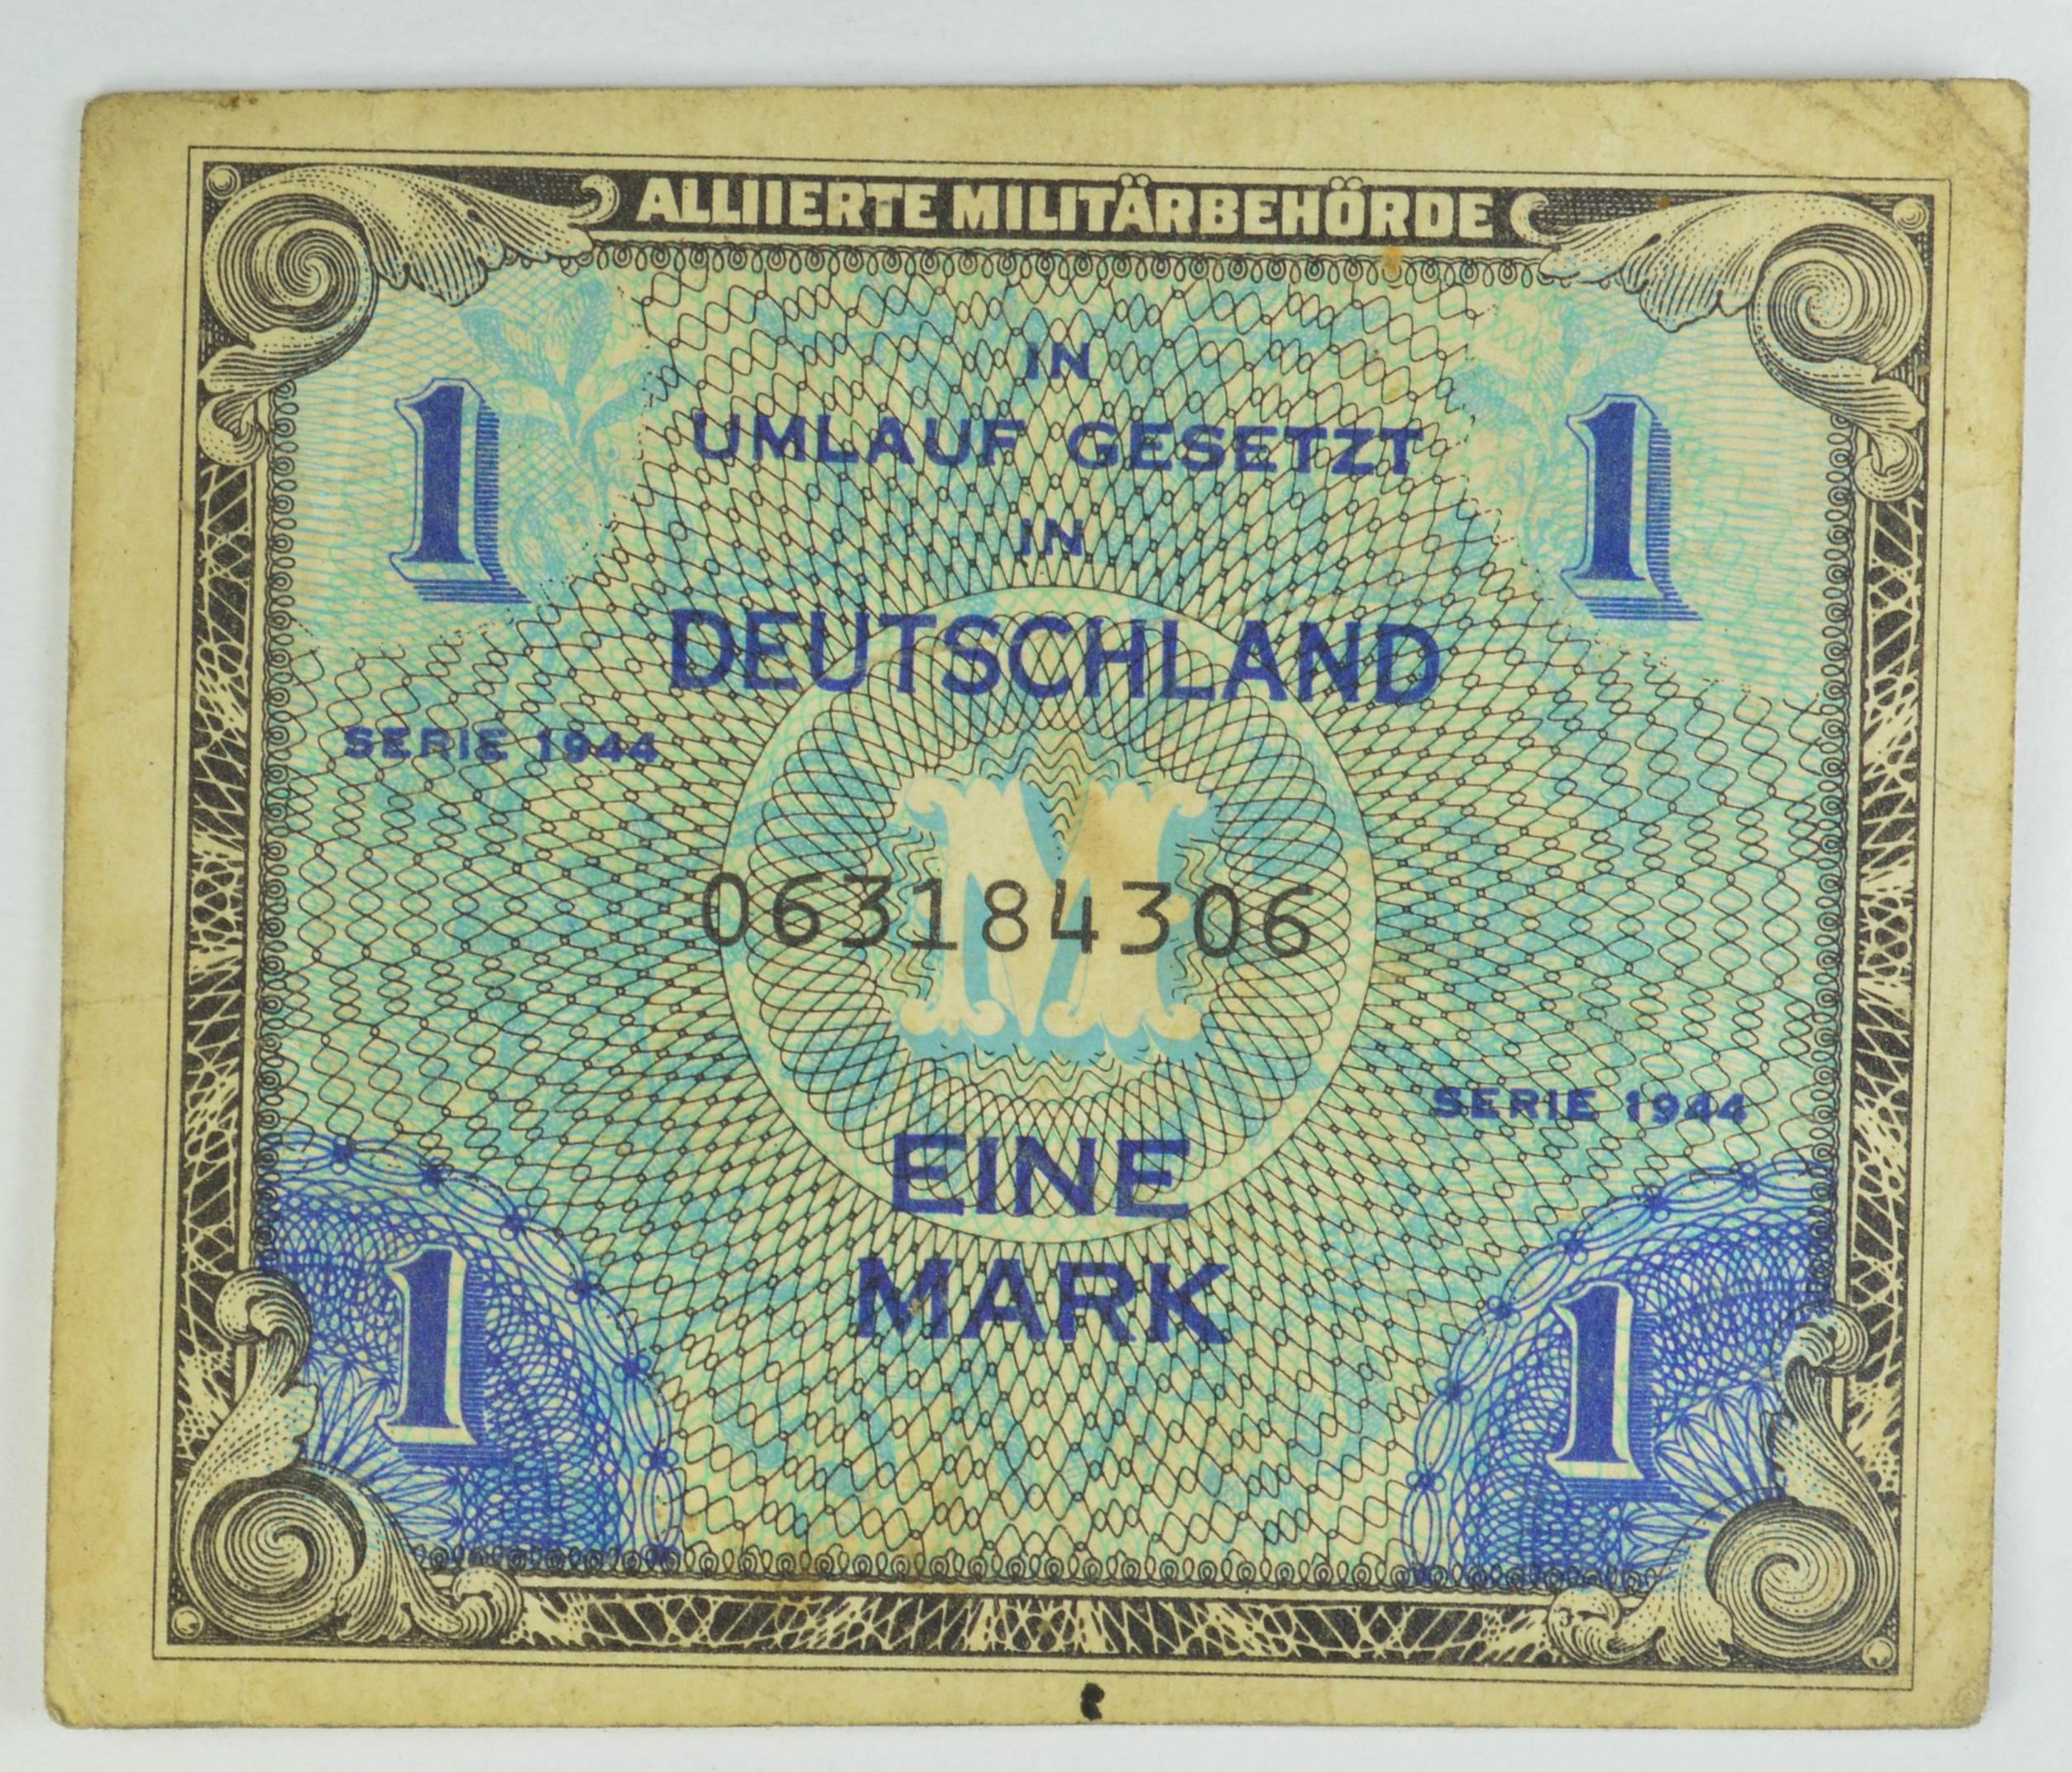 ALLIIERTE MILITÄRBEHÖRDE
IN
1 UMLAUF GESETZT 1
IN
DEUTSCHLAND
SERIE 1944
M
063184306
SERIE 1944
EINE
MARK
1 1